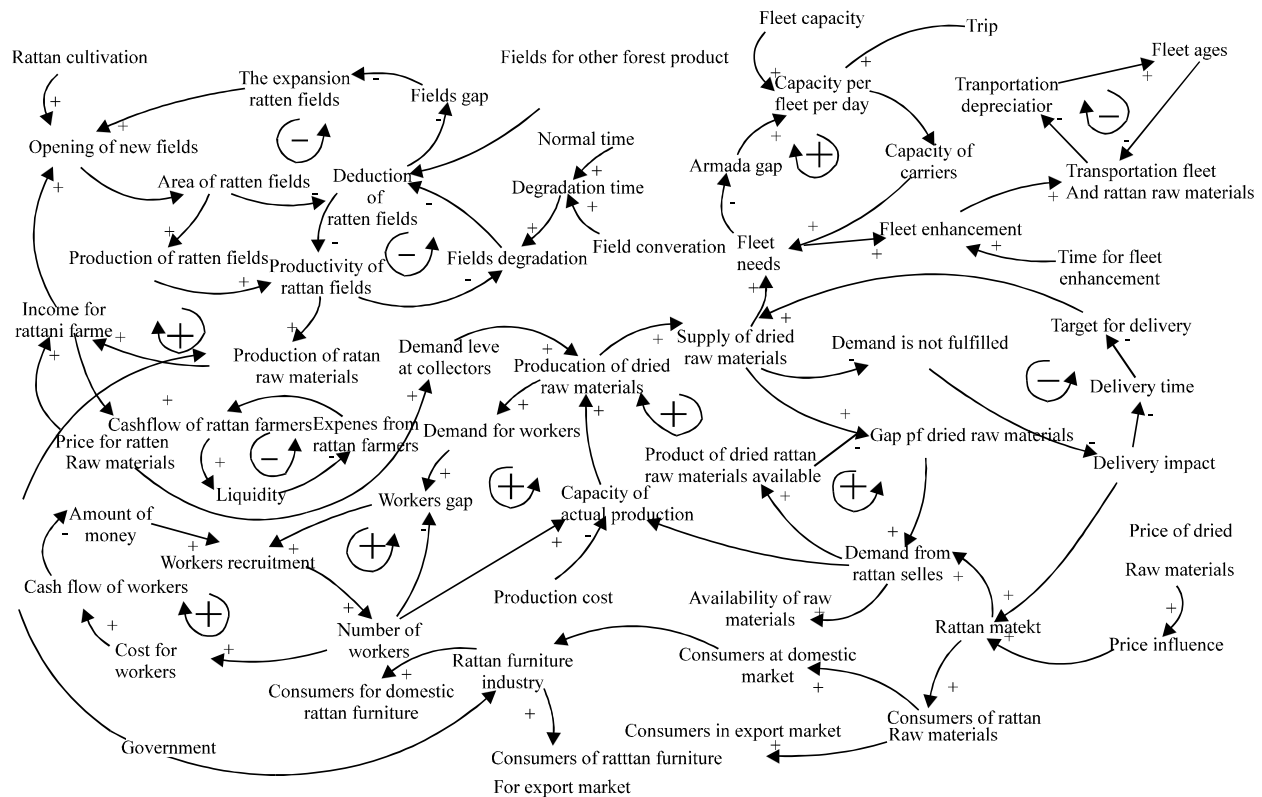 Fleet capacity
Trip
Rattan cultivation
Fields for other forest product
Fleet ages
The expansion
ratten fields
Fields gap
Capacity per
fleet per day
Tranportation
depreciatior
Opening of new fields
Normal time
Armada gap
Capacity of
carriers
Area of ratten fields
Deduction
of
ratten fields
Degradation time
Transportation fleet
And rattan raw materials
Production of ratten fields
Productivity of
rattan fields
Fields degradation
Field converation
Fleet
needs
Fleet enhancement
Time for fleet
enhancement
Income for
rattani farme
Production of ratan
raw materials
Demand leve
at collectors
Producation of dried
raw materials
Supply of dried
raw materials
Demand is not fulfilled
Target for delivery
Delivery time
Cashflow of rattan farmers
Expenes from
rattan farmers
Demand for workers
Price for ratten
Raw materials
Product of dried rattan
raw materials available
Gap pf dried raw materials
Delivery impact
Liquidity
Workers gap
Capacity of
actual production
Amount of
money
Workers recruitment
Demand from
rattan selles
Price of dried
Raw materials
Cash flow of workers
Production cost
Availability of raw
materials
Rattan matekt
Price influence
Cost for
workers
Number of
workers
Rattan furniture
industry
Consumers at domestic
market
Consumers for domestic
rattan furniture
Consumers of rattan
Raw materials
Government
Consumers in export market
Consumers of ratttan furniture
For export market